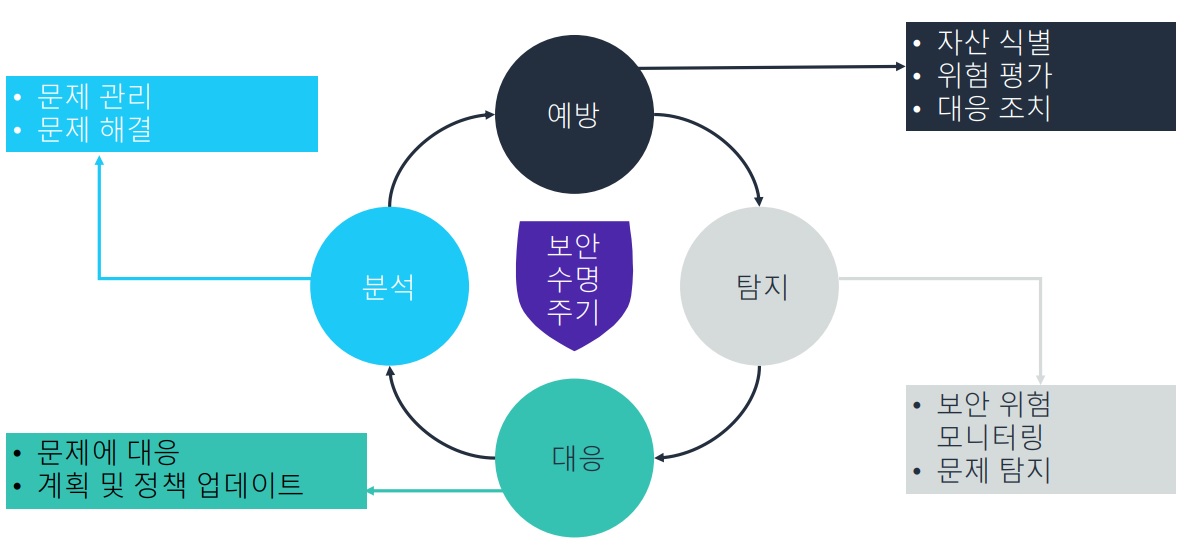 예방
• 자산 식별
• 위험 평가
• 대응 조치
• 문제 관리
• 문제 해결
분석
보안
수명
주기
탐지
• 보안 위험
모니터링
• 문제 탐지
대응
• 문제에 대응
• 계획 및 정책 업데이트